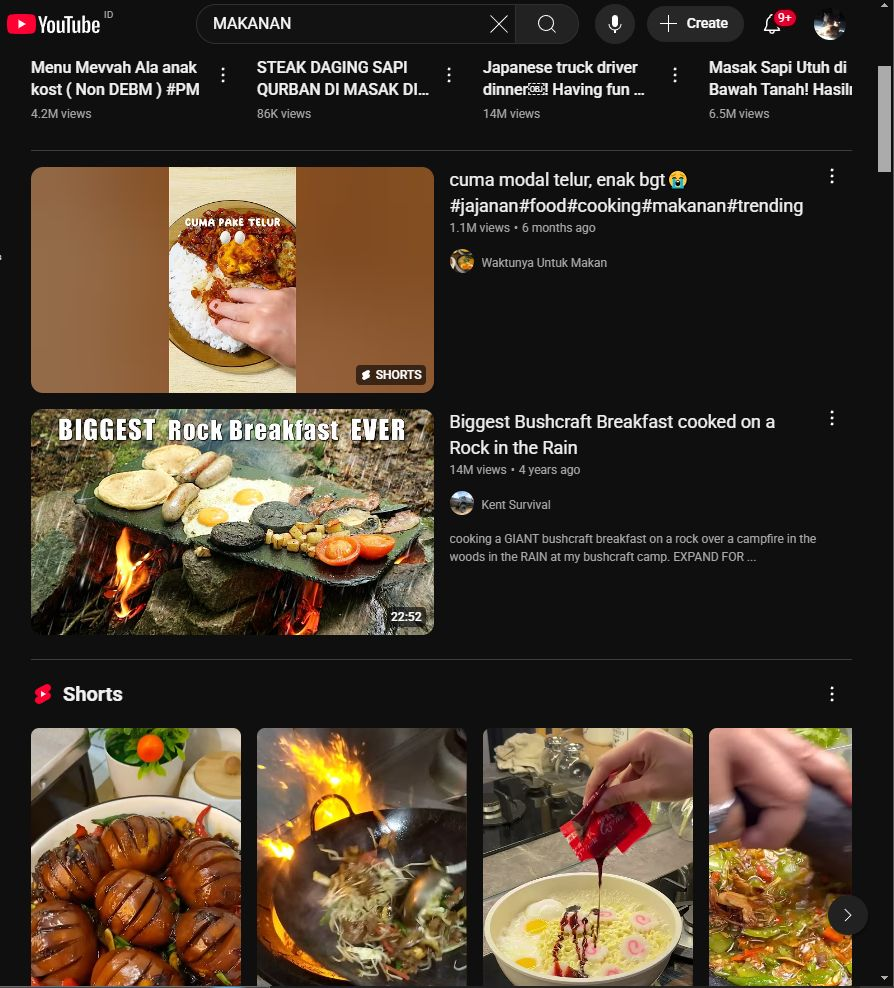 YouTube ID
MAKANAN
Create
9+
Menu Mevvah Ala anak
kost ( Non DEBM ) #PM
4.2M views
STEAK DAGING SAPI
QURBAN DI MASAK DI...
86K views
Japanese truck driver
dinner￼! Having fun ...
14M views
Masak Sapi Utuh di
Bawah Tanah!
6.5M views
CUMA PAKE TELUR
SHORTS
cuma modal telur, enak bgt😭
#jajanan#food#cooking#makanan#trending
1.1M views • 6 months ago
Waktunya Untuk Makan
BIGGEST Rock Breakfast EVER
22:52
Biggest Bushcraft Breakfast cooked on a
Rock in the Rain
14M views • 4 years ago
Kent Survival
cooking a GIANT bushcraft breakfast on a rock over a campfire in the
woods in the RAIN at my bushcraft camp. EXPAND FOR ...
Shorts